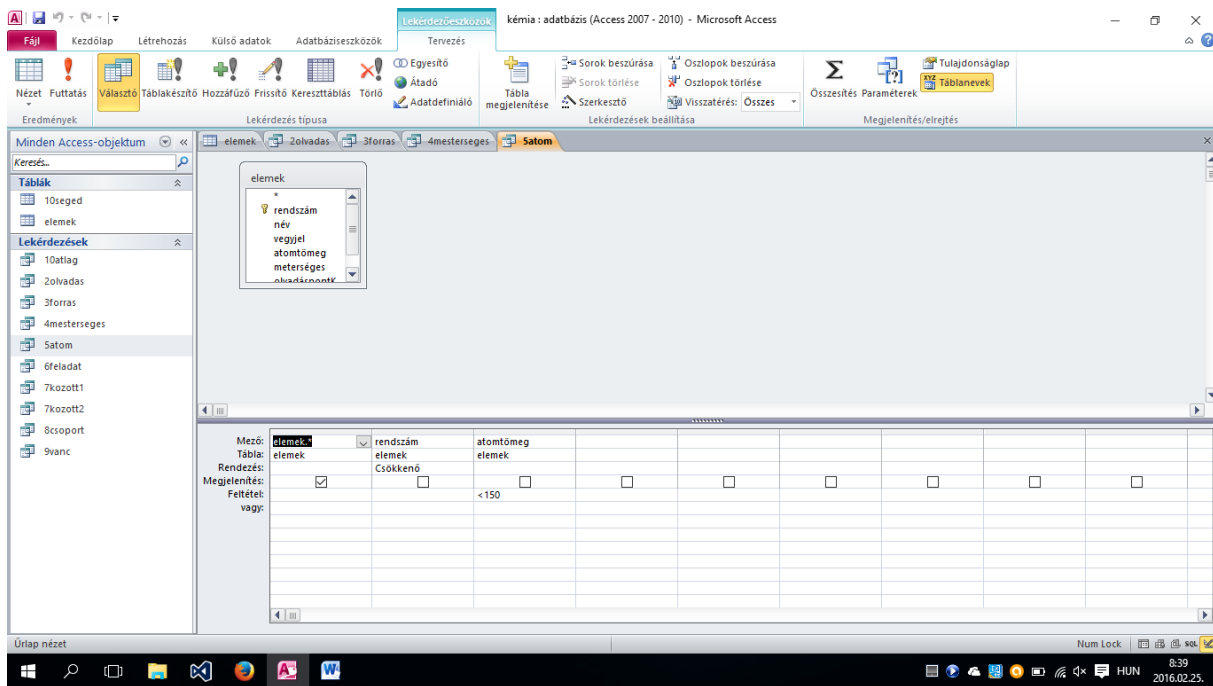 Lekérdezőeszközök kémia : adatbázis (Access 2007 - 2010) - Microsoft Access
Fájl Kezdőlap Létrehozás Külső adatok Adatbáziseszközök Tervezés
Nézet Futtatás Választó Táblakészítő Hozzáfűző Frissítő Kereszttáblás Törlő
Egyesítő
Átadó
Adatdefiniáló
Tábla
megjelenítése
Sorok beszúrása
Sorok törlése
Szerkesztő
Oszlopok beszúrása
Oszlopok törlése
Visszatérés: Összes
Összesítés Paraméterek
Tulajdonságlap
XYZ Táblanevek
Eredmények Lekérdezés típusa Lekérdezések beállítása Megjelenítés/elrejtés
Minden Access-objektum
Keresés...
Táblák
10seged
elemek
Lekérdezések
10atlag
2olvadas
3forras
4mesterseges
5atom
6feladat
7kozott1
7kozott2
8csoport
9vanc
elemek 2olvadas 3forras 4mesterseges 5atom
elemek
*
rendszám
név
vegyjel
atomtömeg
meterséges
olvadáspontK
Mező: elemek.* rendszám atomtömeg
Tábla: elemek elemek elemek
Rendezés: Csökkenő
Megjelenítés:
Feltétel: <150
vagy:
Űrlap nézet Num Lock SQL
HUN 8:39
2016.02.25.